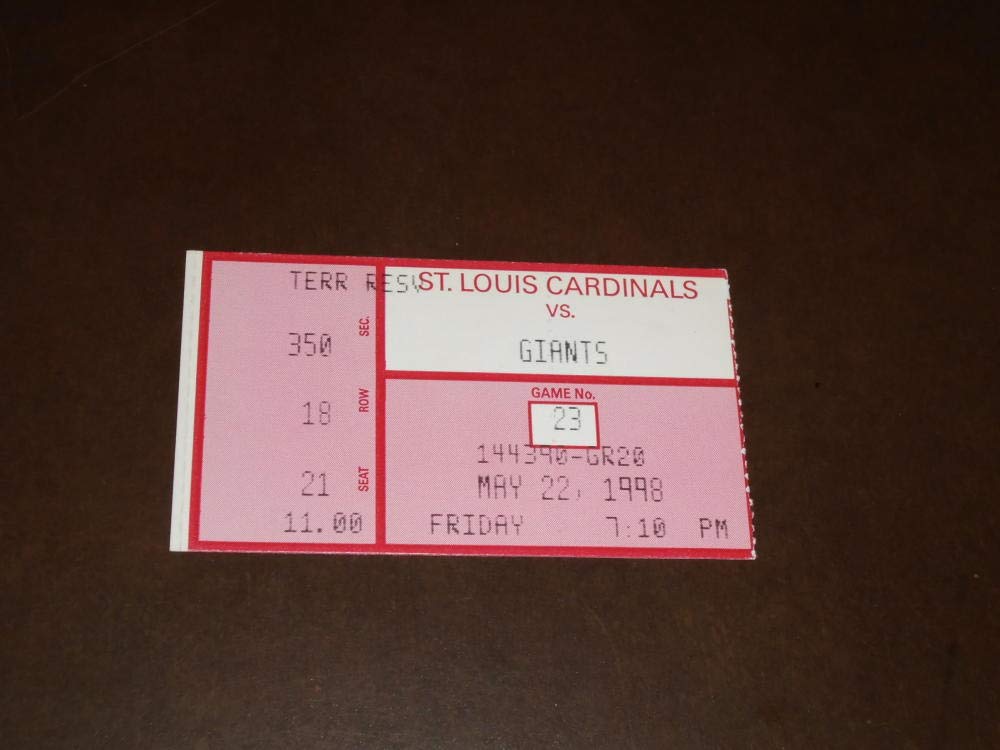 TERR RESV
350 SEC.
18 ROW
21 SEAT
11.00
ST. LOUIS CARDINALS
VS.
GIANTS
GAME No.
23
144390-GR20
MAY 22, 1998
FRIDAY 7:10 PM